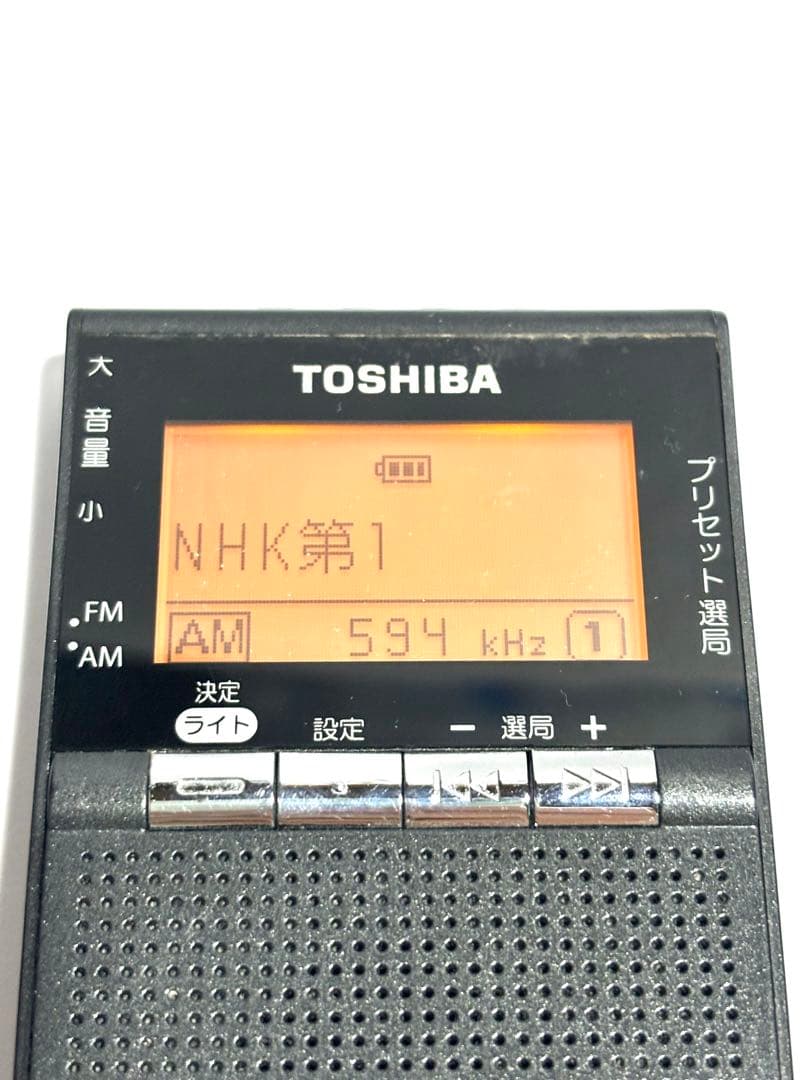 TOSHIBA
大
音量
小
プリセット選局
NHK第1
AM 594 kHz 1
FM
AM
決定
ライト
設定
− 選局 +